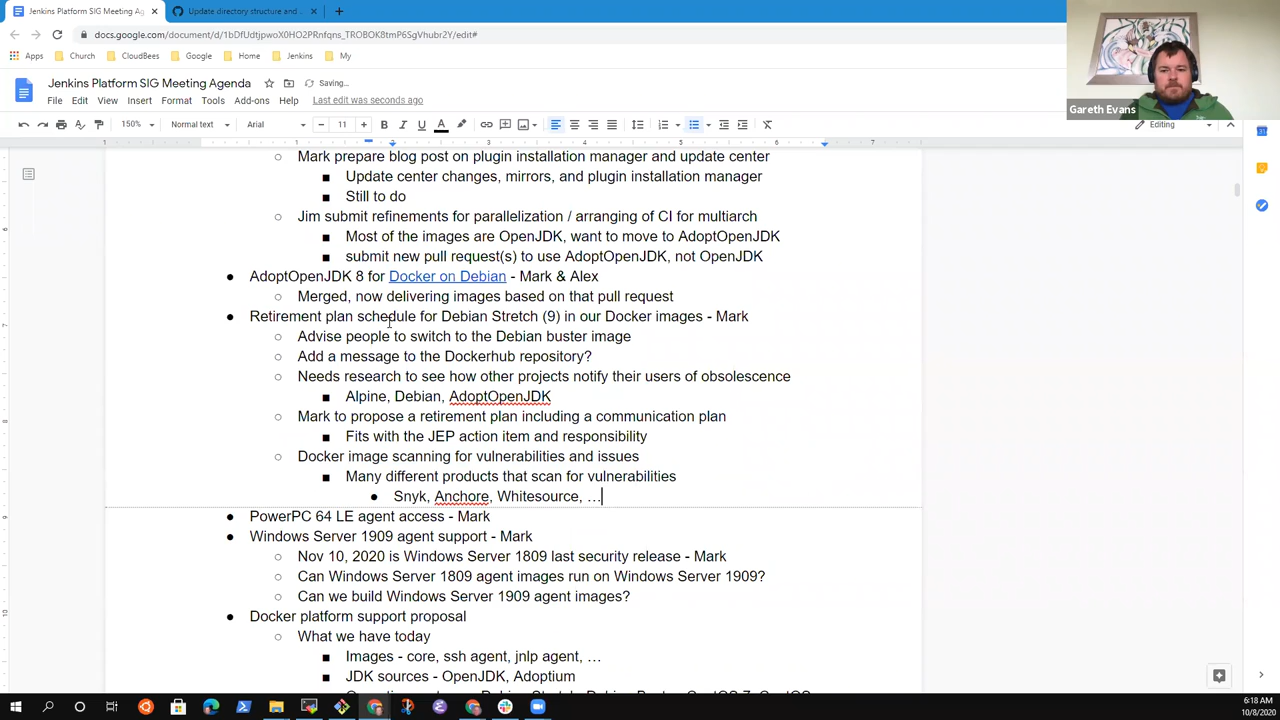 Jenkins Platform SIG Meeting Ag
Update directory structure and
docs.google.com/document/d/1bDfUdtjpwoX0HO2PRnfqns_TROBOK8tmP6SgVhubr2Y/edit#
Apps
Church
CloudBees
Google
Home
Jenkins
My
Gareth Evans
Jenkins Platform SIG Meeting Agenda
Saving...
File Edit View Insert Format Tools Add-ons Help Last edit was seconds ago
150% Normal text Arial 11 Editing
Mark prepare blog post on plugin installation manager and update center
Update center changes, mirrors, and plugin installation manager
Still to do
Jim submit refinements for parallelization / arranging of CI for multiarch
Most of the images are OpenJDK, want to move to AdoptOpenJDK
submit new pull request(s) to use AdoptOpenJDK, not OpenJDK
AdoptOpenJDK 8 for Docker on Debian - Mark & Alex
Merged, now delivering images based on that pull request
Retirement plan schedule for Debian Stretch (9) in our Docker images - Mark
Advise people to switch to the Debian buster image
Add a message to the Dockerhub repository?
Needs research to see how other projects notify their users of obsolescence
Alpine, Debian, AdoptOpenJDK
Mark to propose a retirement plan including a communication plan
Fits with the JEP action item and responsibility
Docker image scanning for vulnerabilities and issues
Many different products that scan for vulnerabilities
Snyk, Anchore, Whitesource, …
PowerPC 64 LE agent access - Mark
Windows Server 1909 agent support - Mark
Nov 10, 2020 is Windows Server 1809 last security release - Mark
Can Windows Server 1809 agent images run on Windows Server 1909?
Can we build Windows Server 1909 agent images?
Docker platform support proposal
What we have today
Images - core, ssh agent, jnlp agent, …
JDK sources - OpenJDK, Adoptium
6:18 AM
10/8/2020